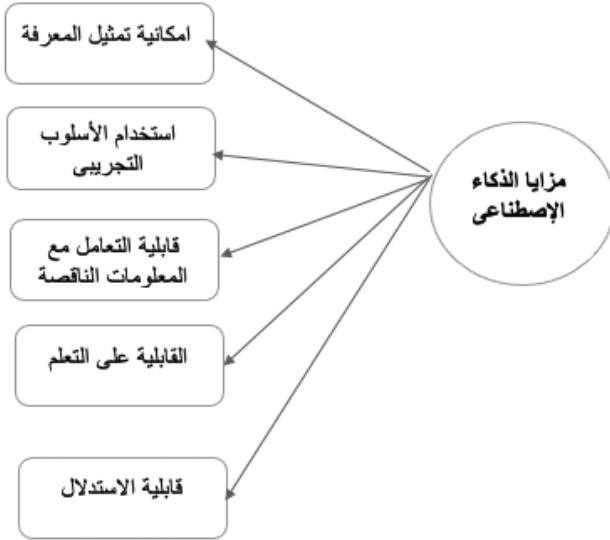 مزايا الذكاء
الإصطناعى
امكانية تمثيل المعرفة
استخدام الأسلوب
التجريبى
قابلية التعامل مع
المعلومات الناقصة
القابلية على التعلم
قابلية الاستدلال